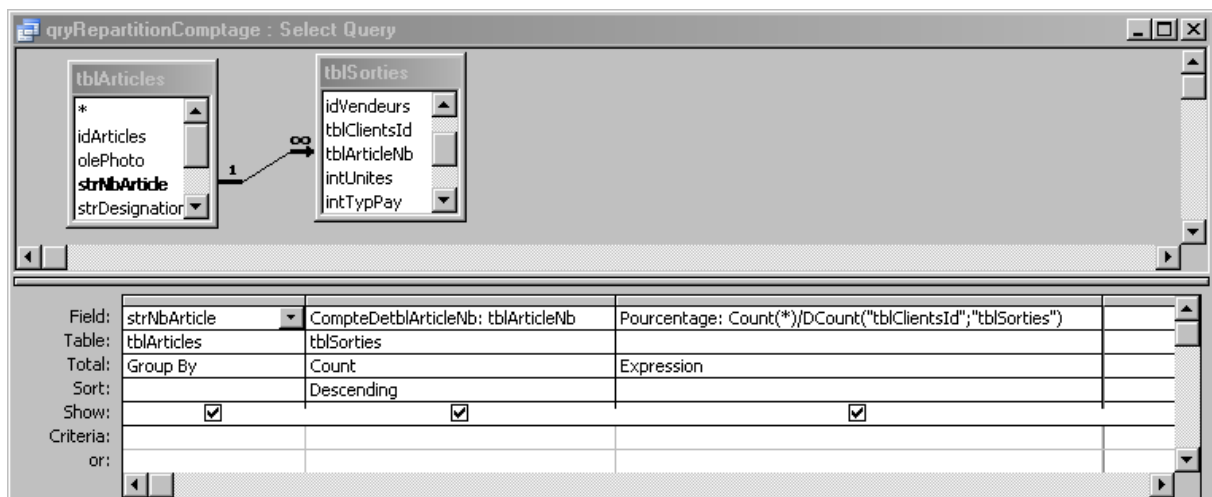 qryRepartitionComptage : Select Query
tblArticles
*
idArticles
olePhoto
strNbArticle
strDesignation
1
∞
tblSorties
idVendeurs
tblClientsId
tblArticleNb
intUnites
intTypPay
Field: strNbArticle CompteDetblArticleNb: tblArticleNb Pourcentage: Count(*)/DCount("tblClientsId";"tblSorties")
Table: tblArticles tblSorties
Total: Group By Count Expression
Sort: Descending
Show:
Criteria:
or: